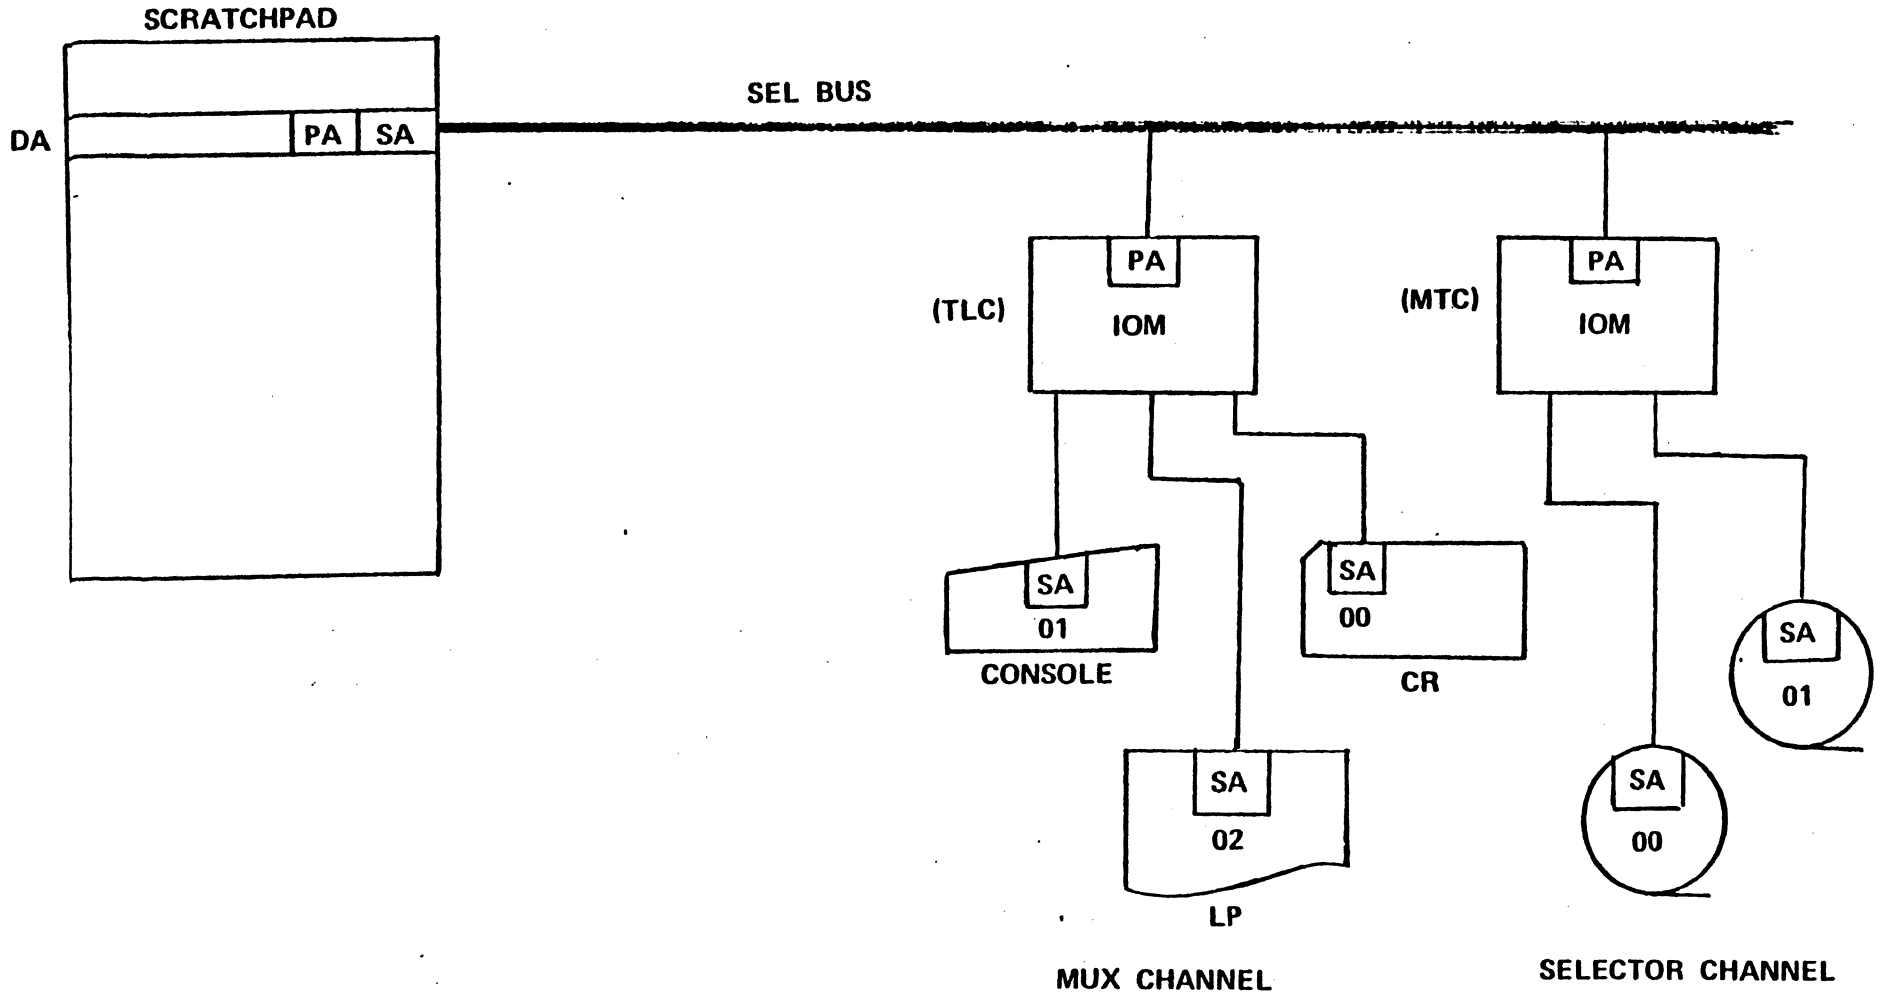 SCRATCHPAD
SEL BUS
DA
PA
SA
PA
PA
(TLC)
IOM
(MTC)
IOM
SA
01
CONSOLE
SA
00
CR
SA
01
SA
02
LP
SA
00
MUX CHANNEL
SELECTOR CHANNEL